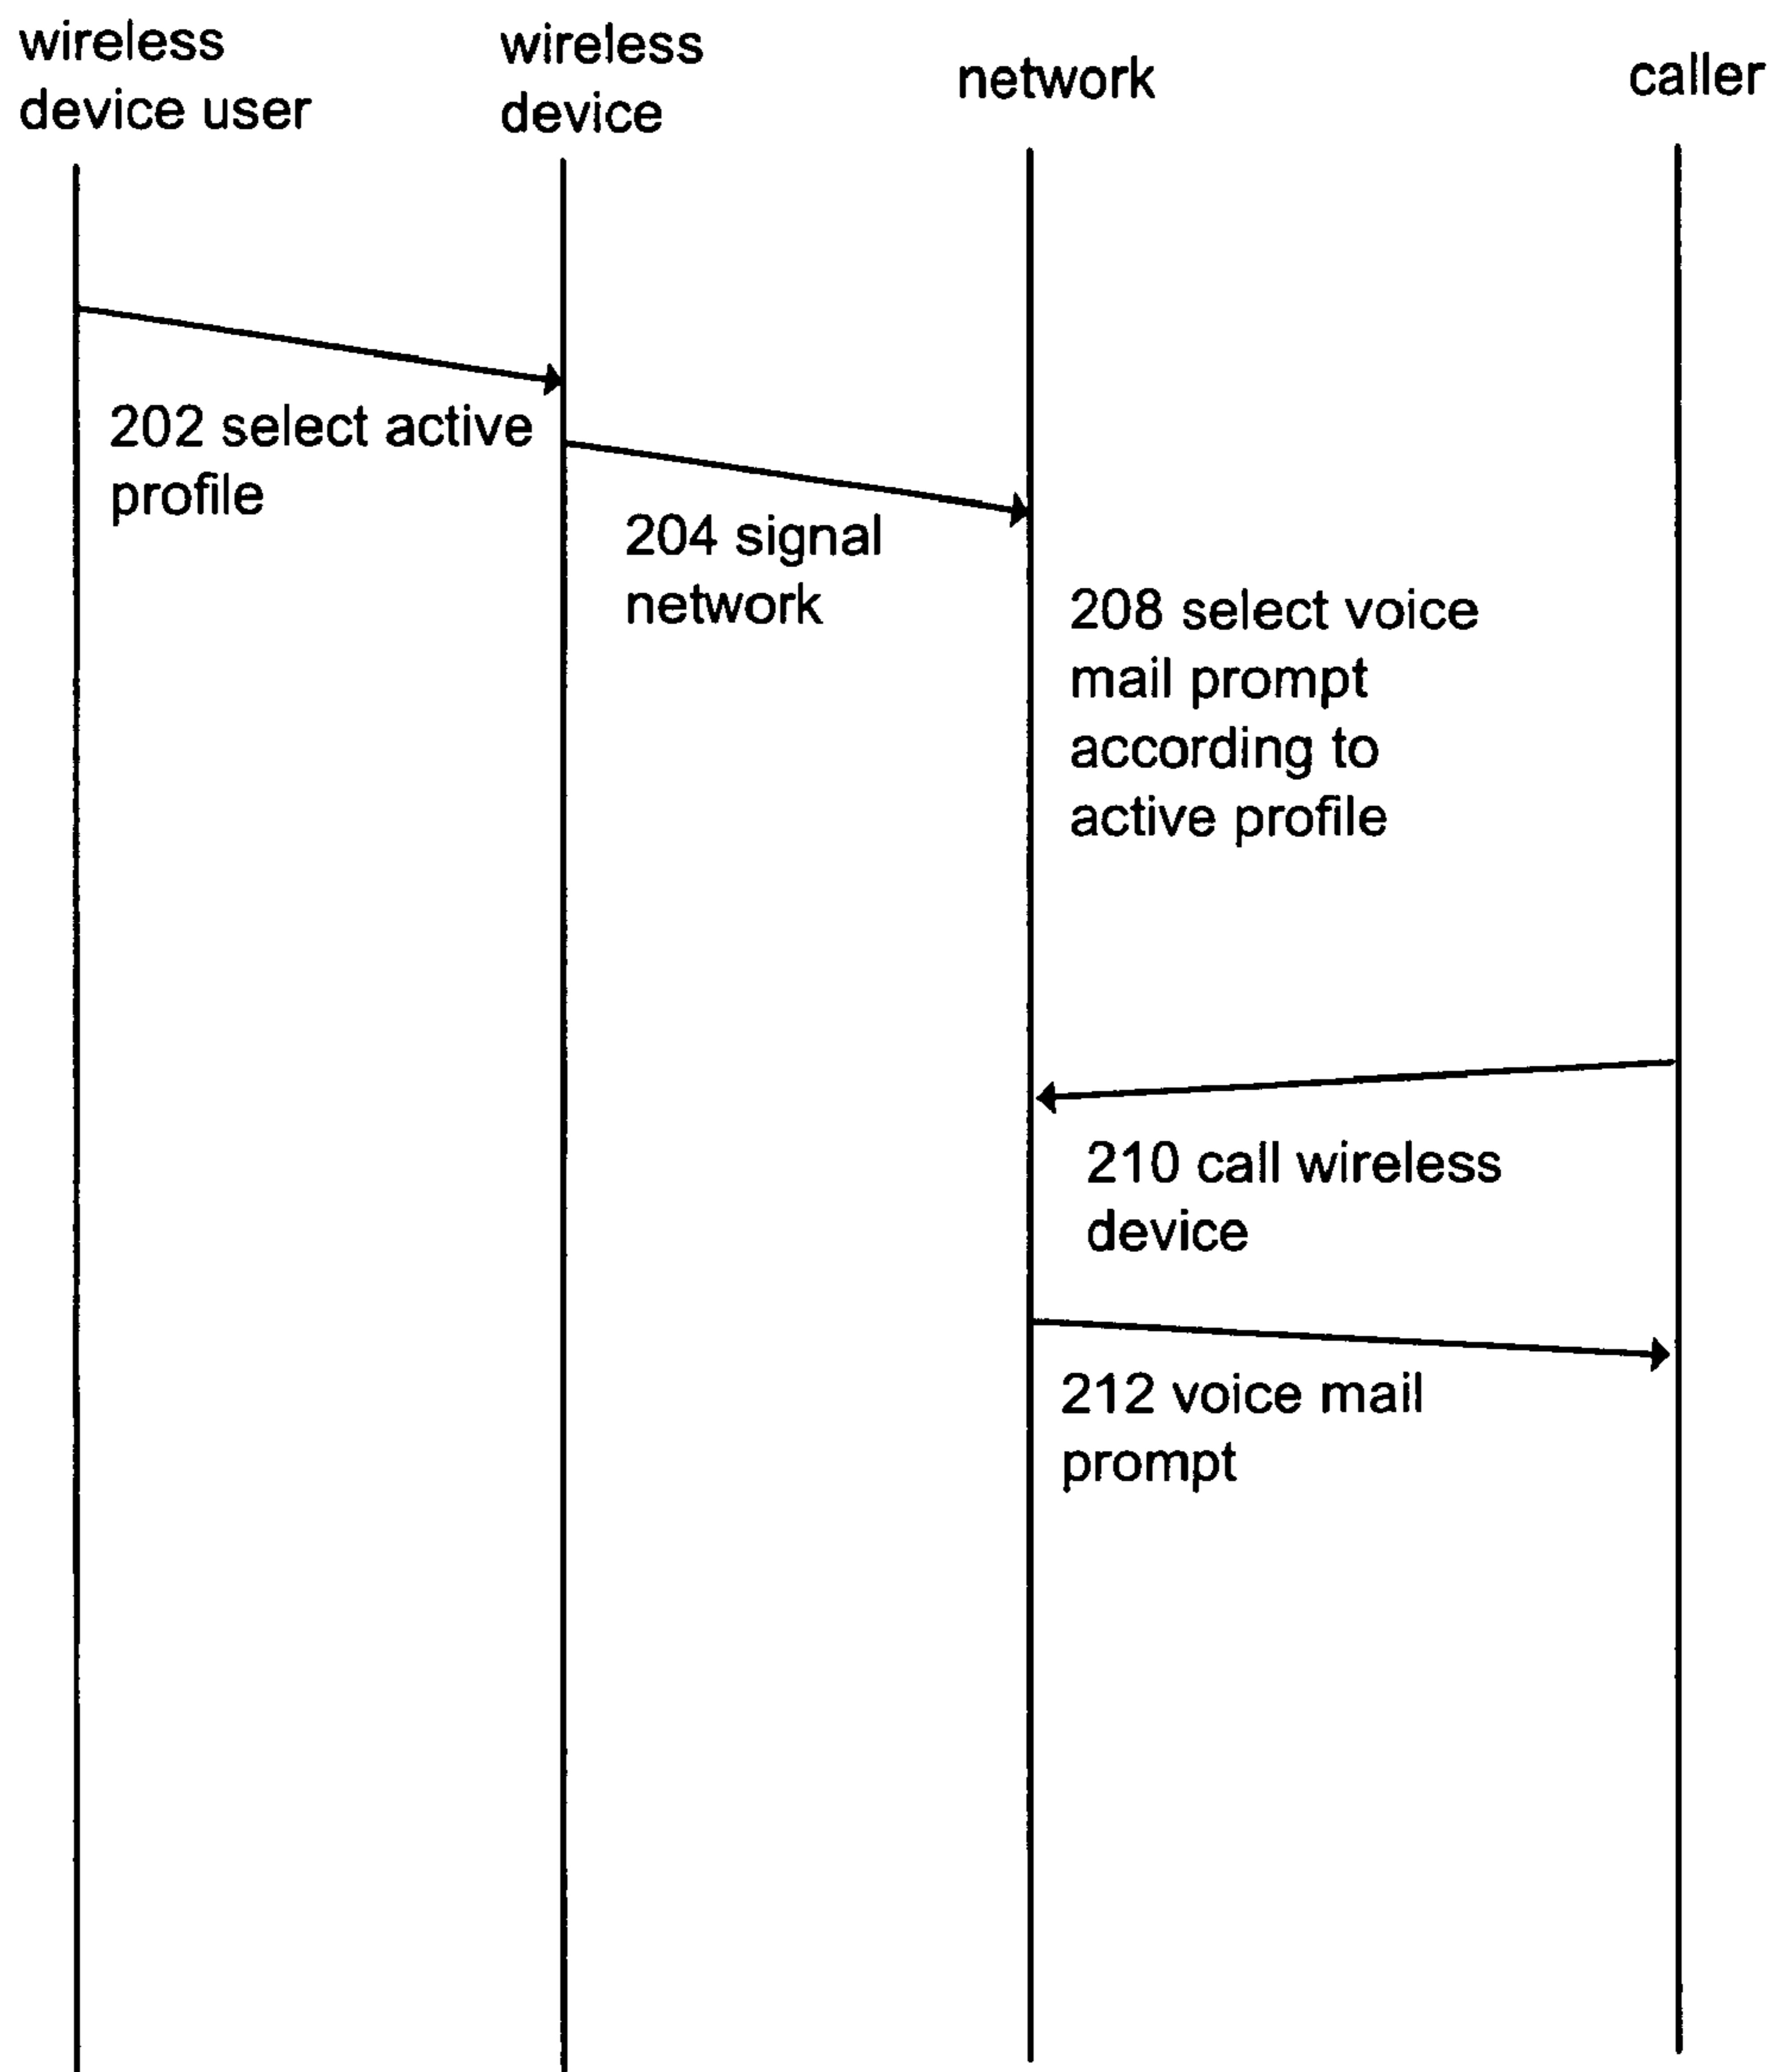 wireless
device user
wireless
device
network
caller
202 select active
profile
204 signal
network
208 select voice
mail prompt
according to
active profile
210 call wireless
device
212 voice mail
prompt